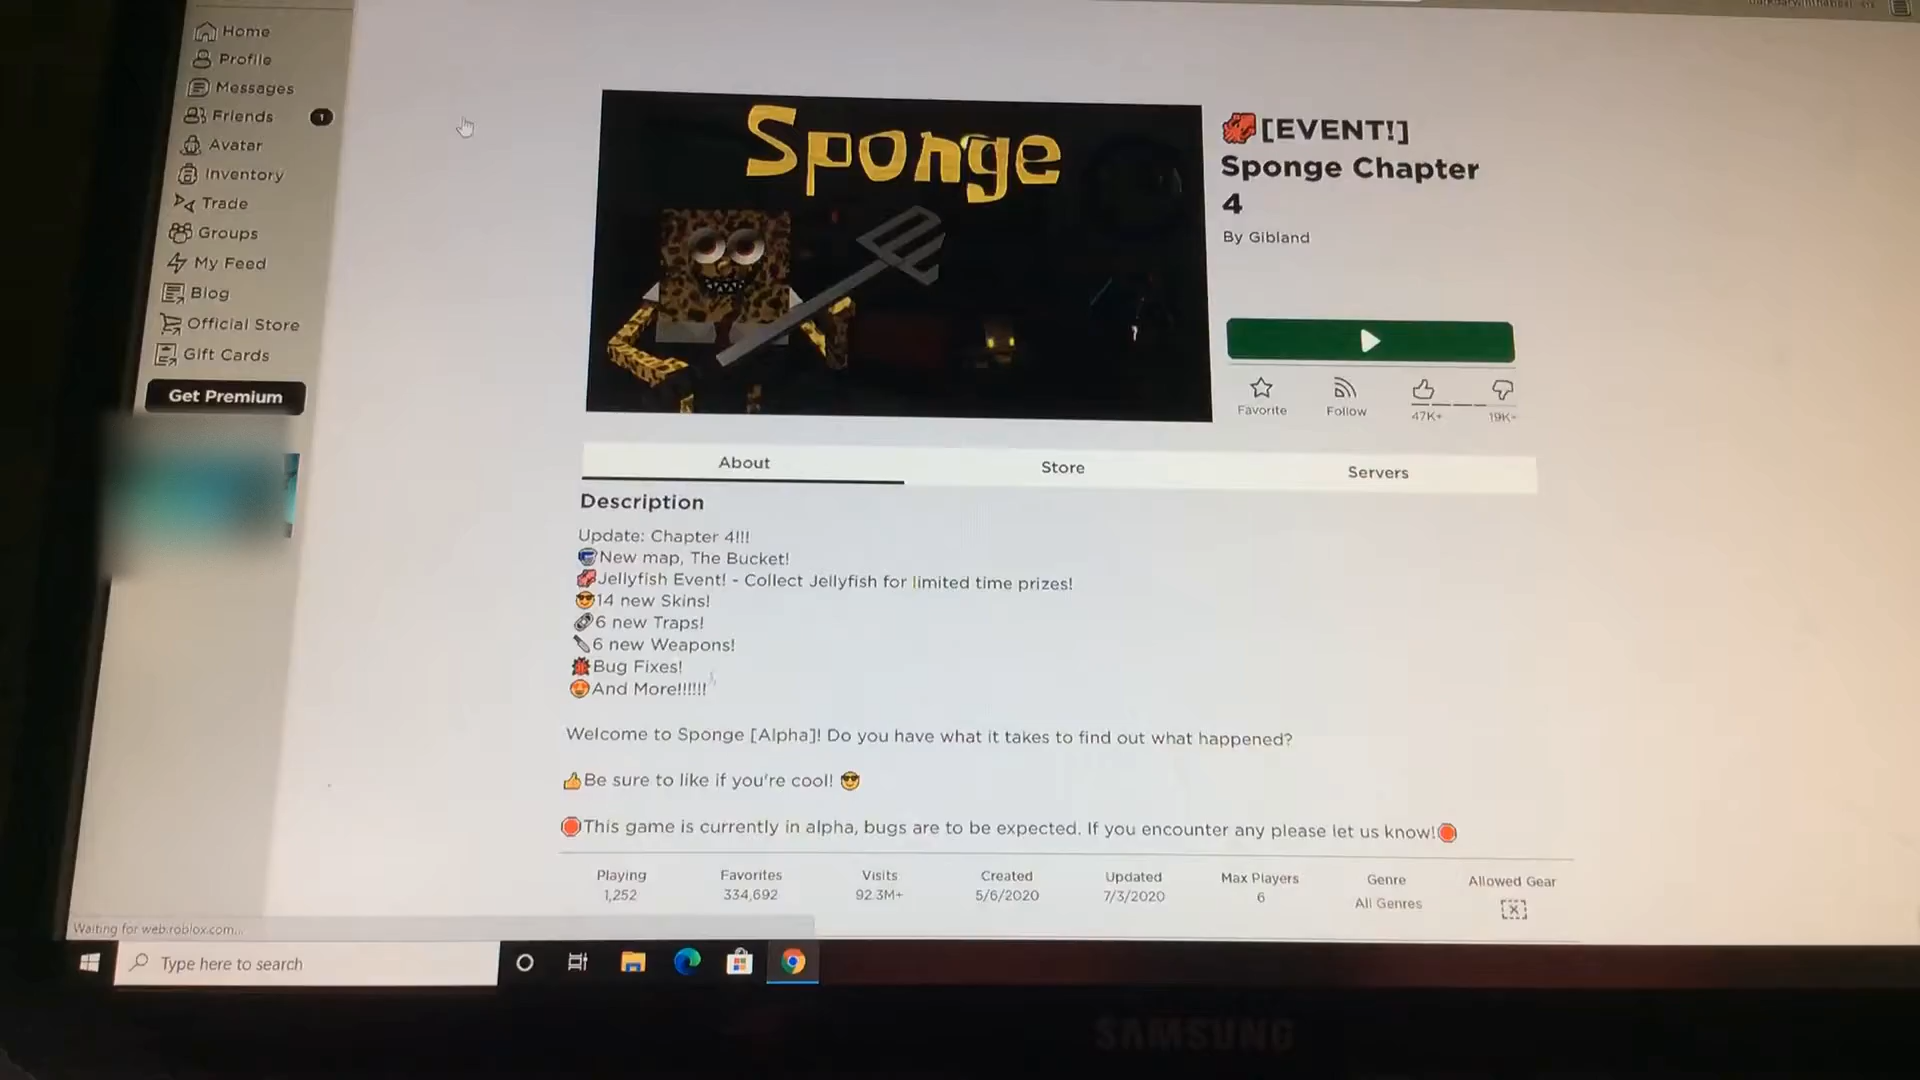 Home
Profile
Messages
Friends 1
Avatar
Inventory
Trade
Groups
My Feed
Blog
Official Store
Gift Cards
Get Premium
Sponge
[EVENT!]
Sponge Chapter
4
By Gibland
Favorite
Follow
47K+
19K+
About
Store
Servers
Description
Update: Chapter 4!!!
New map, The Bucket!
Jellyfish Event! - Collect Jellyfish for limited time prizes!
14 new Skins!
6 new Traps!
6 new Weapons!
Bug Fixes!
And More!!!!!!
Welcome to Sponge [Alpha]! Do you have what it takes to find out what happened?
Be sure to like if you're cool!
This game is currently in alpha, bugs are to be expected. If you encounter any please let us know!
Playing Favorites Visits Created Updated Max Players Genre Allowed Gear
1,252 334,692 92.3M+ 5/6/2020 7/3/2020 6 All Genres
Waiting for web.roblox.com...
Type here to search
SAMSUNG